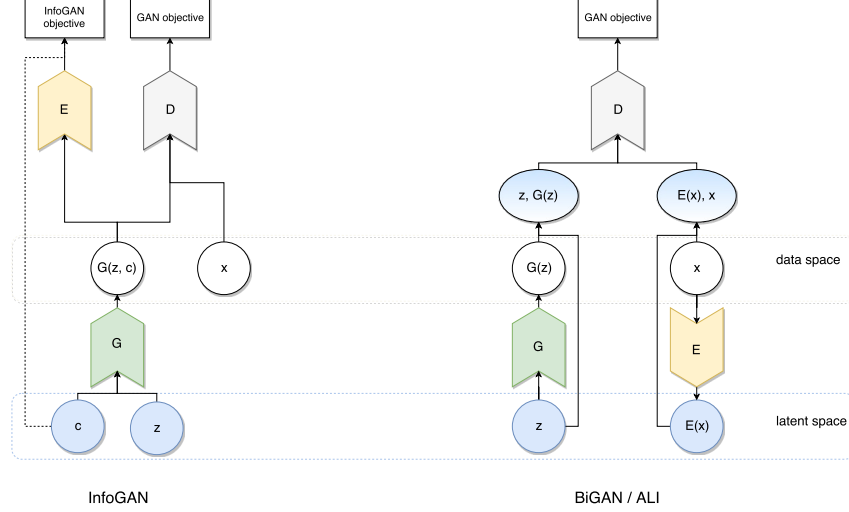 InfoGAN
objective
GAN objective
GAN objective
E
D
D
z, G(z)
E(x), x
G(z, c)
x
G(z)
x
data space
G
G
E
c
z
z
E(x)
latent space
InfoGAN
BiGAN / ALI